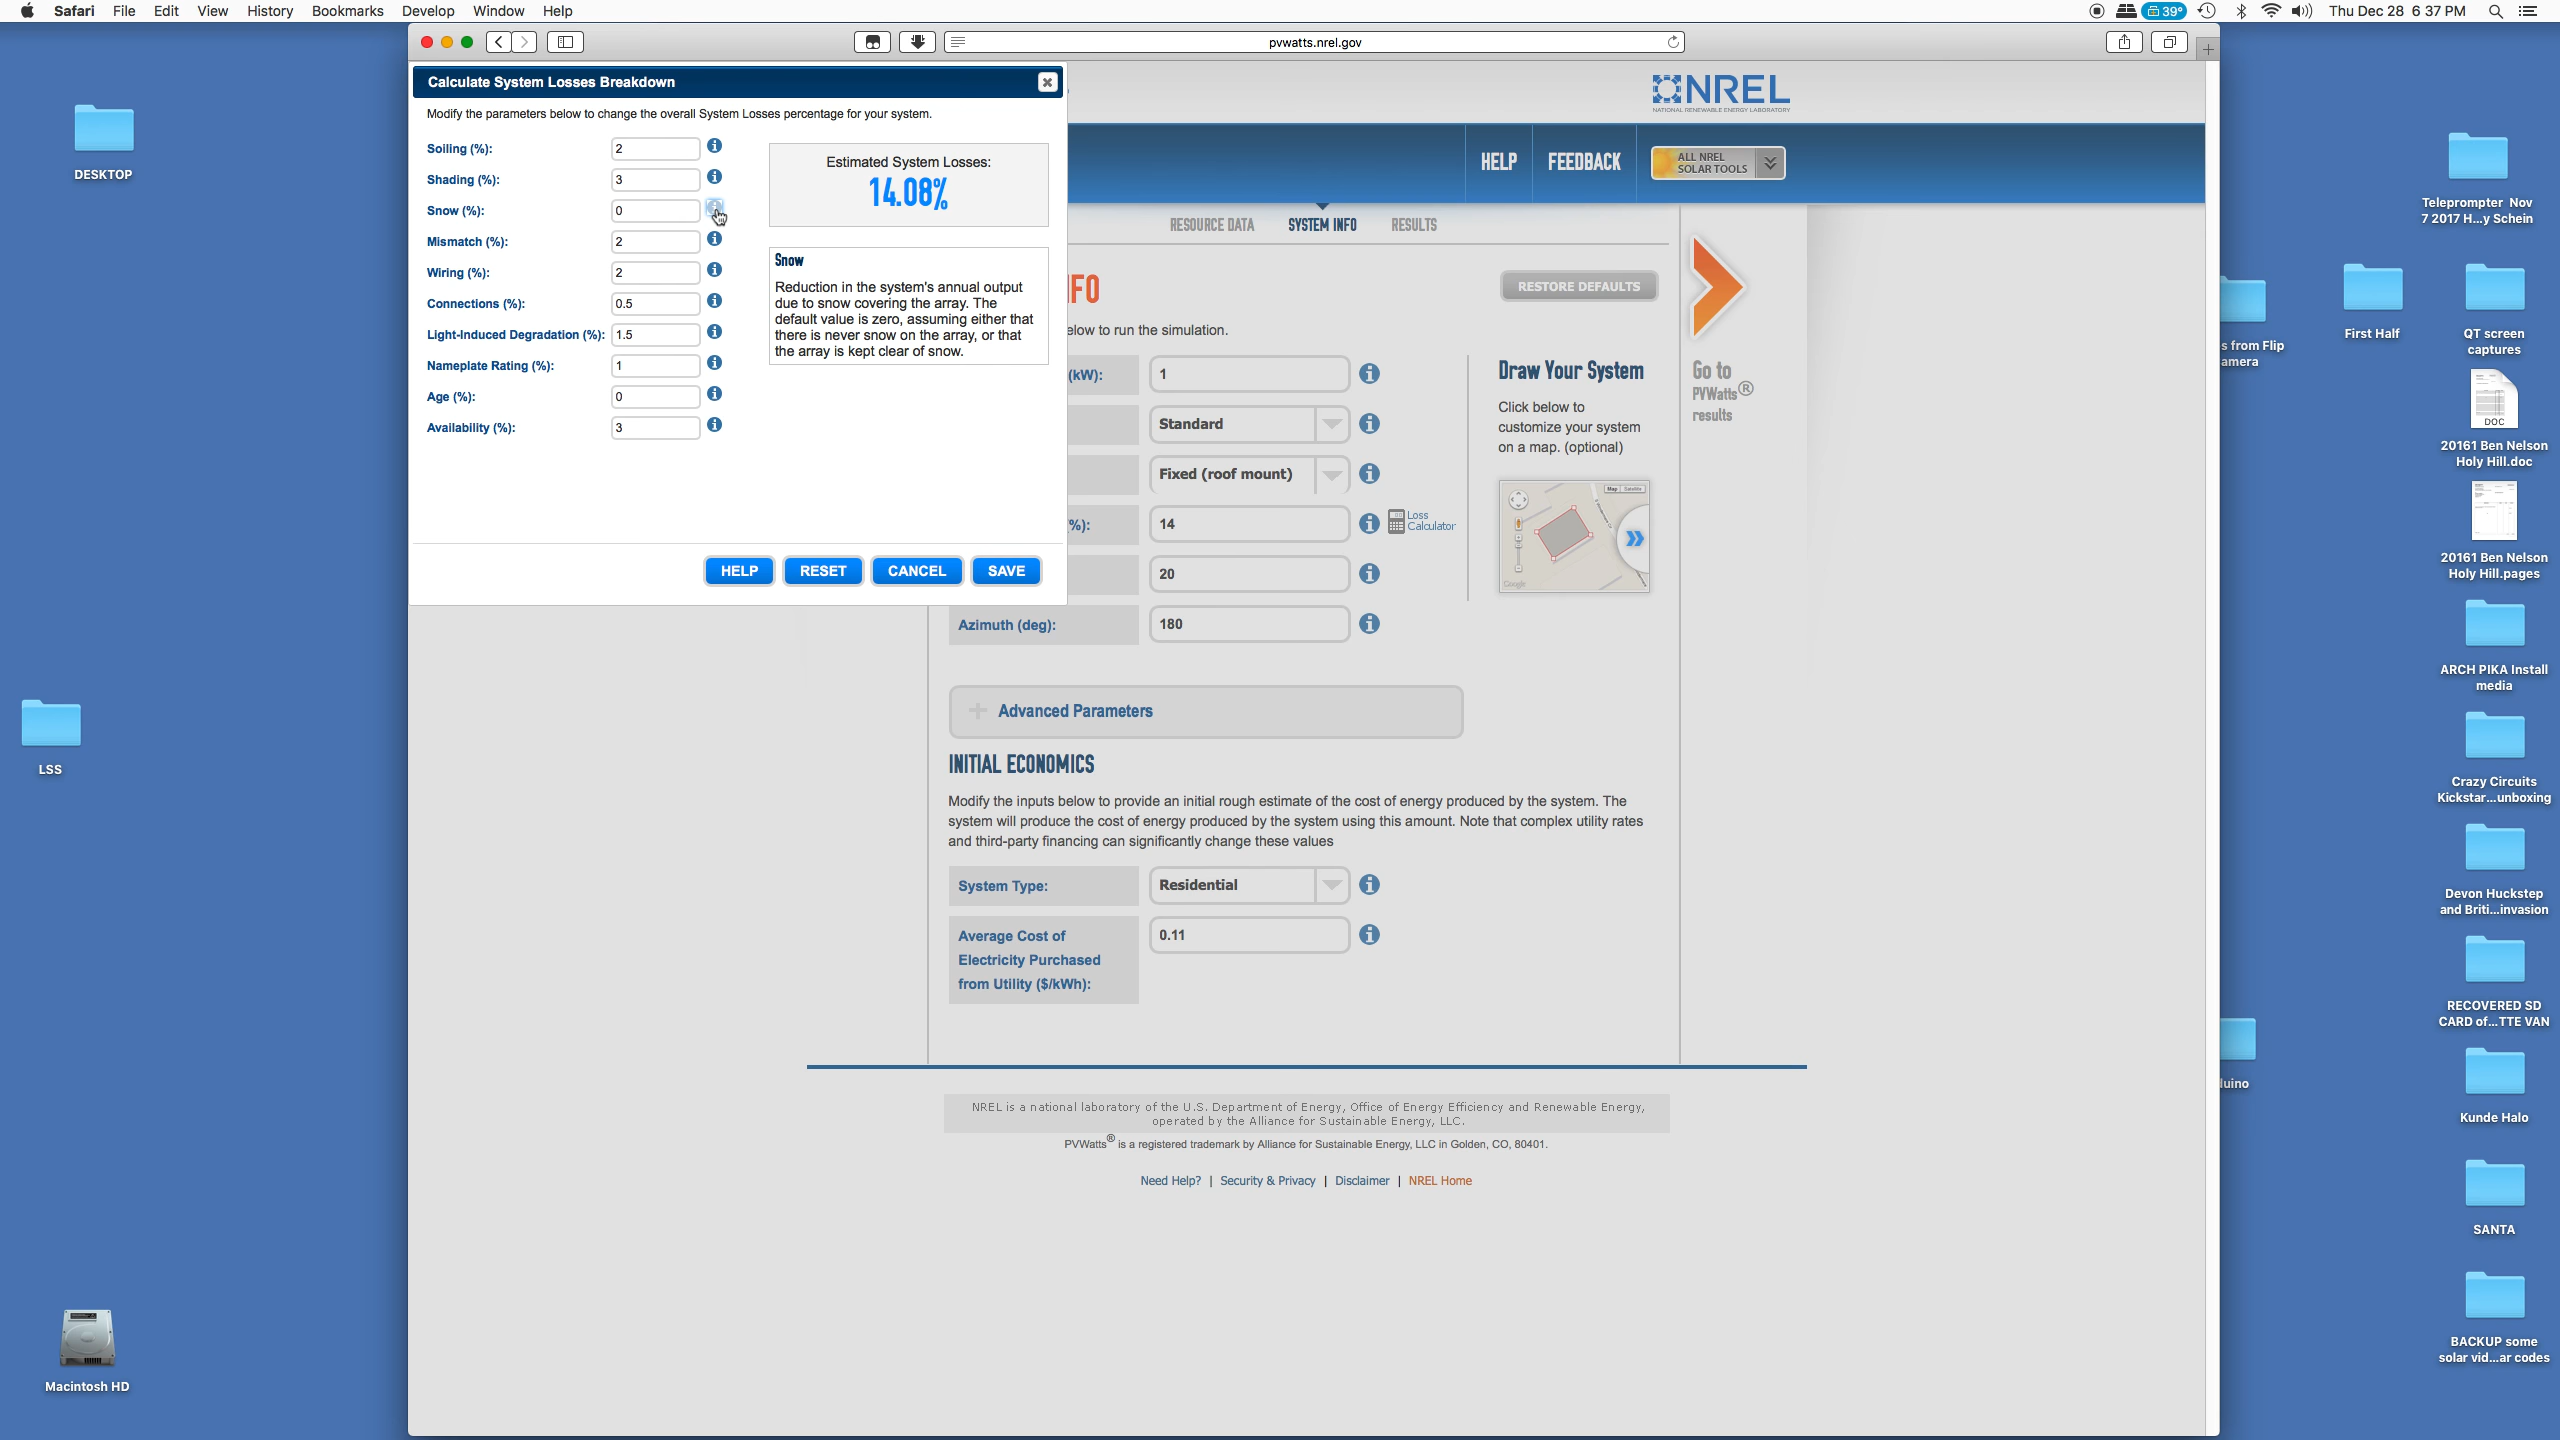 Safari File Edit View History Bookmarks Develop Window Help
39° Thu Dec 28 6 37 PM
pvwatts.nrel.gov
Calculate System Losses Breakdown
Modify the parameters below to change the overall System Losses percentage for your system.
Soiling (%): 2
Shading (%): 3
Snow (%): 0
Mismatch (%): 2
Wiring (%): 2
Connections (%): 0.5
Light-Induced Degradation (%): 1.5
Nameplate Rating (%): 1
Age (%): 0
Availability (%): 3
Estimated System Losses:
14.08%
Snow
Reduction in the system's annual output
due to snow covering the array. The
default value is zero, assuming either that
there is never snow on the array, or that
the array is kept clear of snow.
HELP RESET CANCEL SAVE
NREL
NATIONAL RENEWABLE ENERGY LABORATORY
HELP FEEDBACK ALL NREL
SOLAR TOOLS
RESOURCE DATA SYSTEM INFO RESULTS
FO
RESTORE DEFAULTS
elow to run the simulation.
(kW): 1
Standard
Fixed (roof mount)
%): 14
Loss
Calculator
20
Azimuth (deg): 180
Draw Your System
Click below to
customize your system
on a map. (optional)
Map Satellite
Google
Go to
PVWatts®
results
Advanced Parameters
INITIAL ECONOMICS
Modify the inputs below to provide an initial rough estimate of the cost of energy produced by the system. The
system will produce the cost of energy produced by the system using this amount. Note that complex utility rates
and third-party financing can significantly change these values
System Type: Residential
Average Cost of
Electricity Purchased
from Utility ($/kWh):
0.11
NREL is a national laboratory of the U.S. Department of Energy, Office of Energy Efficiency and Renewable Energy,
operated by the Alliance for Sustainable Energy, LLC.
PVWatts® is a registered trademark by Alliance for Sustainable Energy, LLC in Golden, CO, 80401.
Need Help? | Security & Privacy | Disclaimer | NREL Home
DESKTOP
LSS
Macintosh HD
Teleprompter Nov
7 2017 H...y Schein
s from Flip
amera
First Half
QT screen
captures
DOC
20161 Ben Nelson
Holy Hill.doc
20161 Ben Nelson
Holy Hill.pages
ARCH PIKA Install
media
Crazy Circuits
Kickstar...unboxing
Devon Huckstep
and Briti...invasion
RECOVERED SD
CARD of...TTE VAN
luino
Kunde Halo
SANTA
BACKUP some
solar vid...ar codes